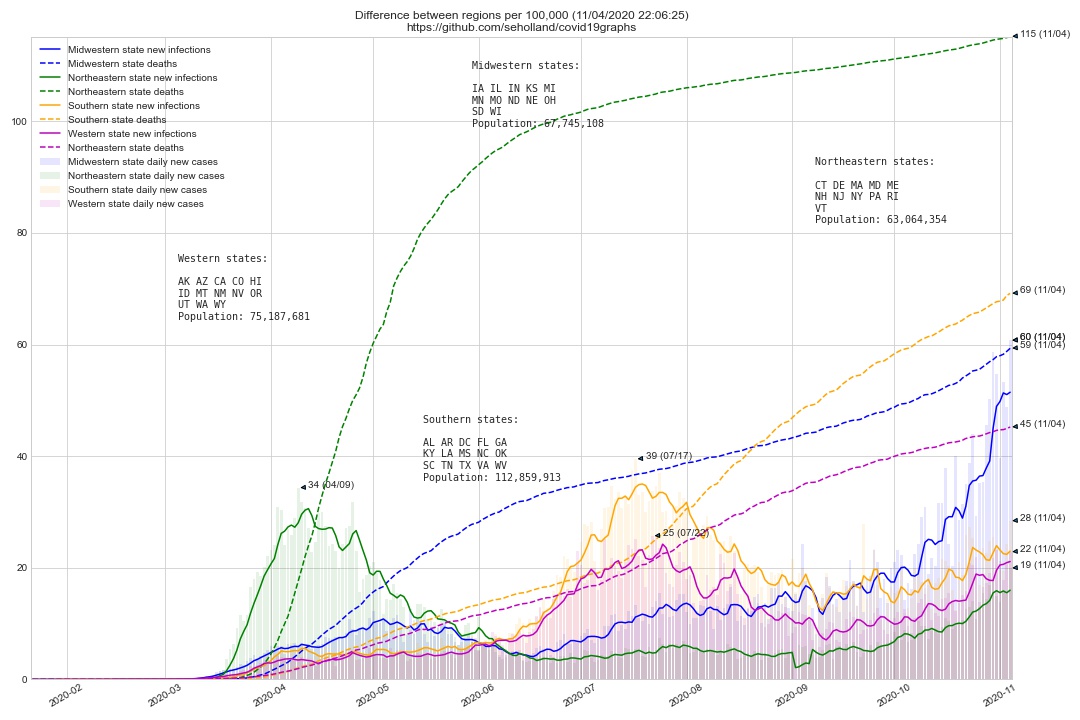 Difference between regions per 100,000 (11/04/2020 22:06:25)
https://github.com/seholland/covid19graphs
Midwestern state new infections
Midwestern state deaths
Northeastern state new infections
Northeastern state deaths
Southern state new infections
Southern state deaths
Western state new infections
Northeastern state deaths
Midwestern state daily new cases
Northeastern state daily new cases
Southern state daily new cases
Western state daily new cases
Midwestern states:
IA IL IN KS MI
MN MO ND NE OH
SD WI
Population: 67,745,108
Northeastern states:
CT DE MA MD ME
NH NJ NY PA RI
VT
Population: 63,064,354
Western states:
AK AZ CA CO HI
ID MT NM NV OR
UT WA WY
Population: 75,187,681
Southern states:
AL AR DC FL GA
KY LA MS NC OK
SC TN TX VA WV
Population: 112,859,913
34 (04/09)
39 (07/17)
25 (07/22)
115 (11/04)
69 (11/04)
60 (11/04)
59 (11/04)
45 (11/04)
28 (11/04)
22 (11/04)
19 (11/04)
100
80
60
40
20
0
2020-02
2020-03
2020-04
2020-05
2020-06
2020-07
2020-08
2020-09
2020-10
2020-11